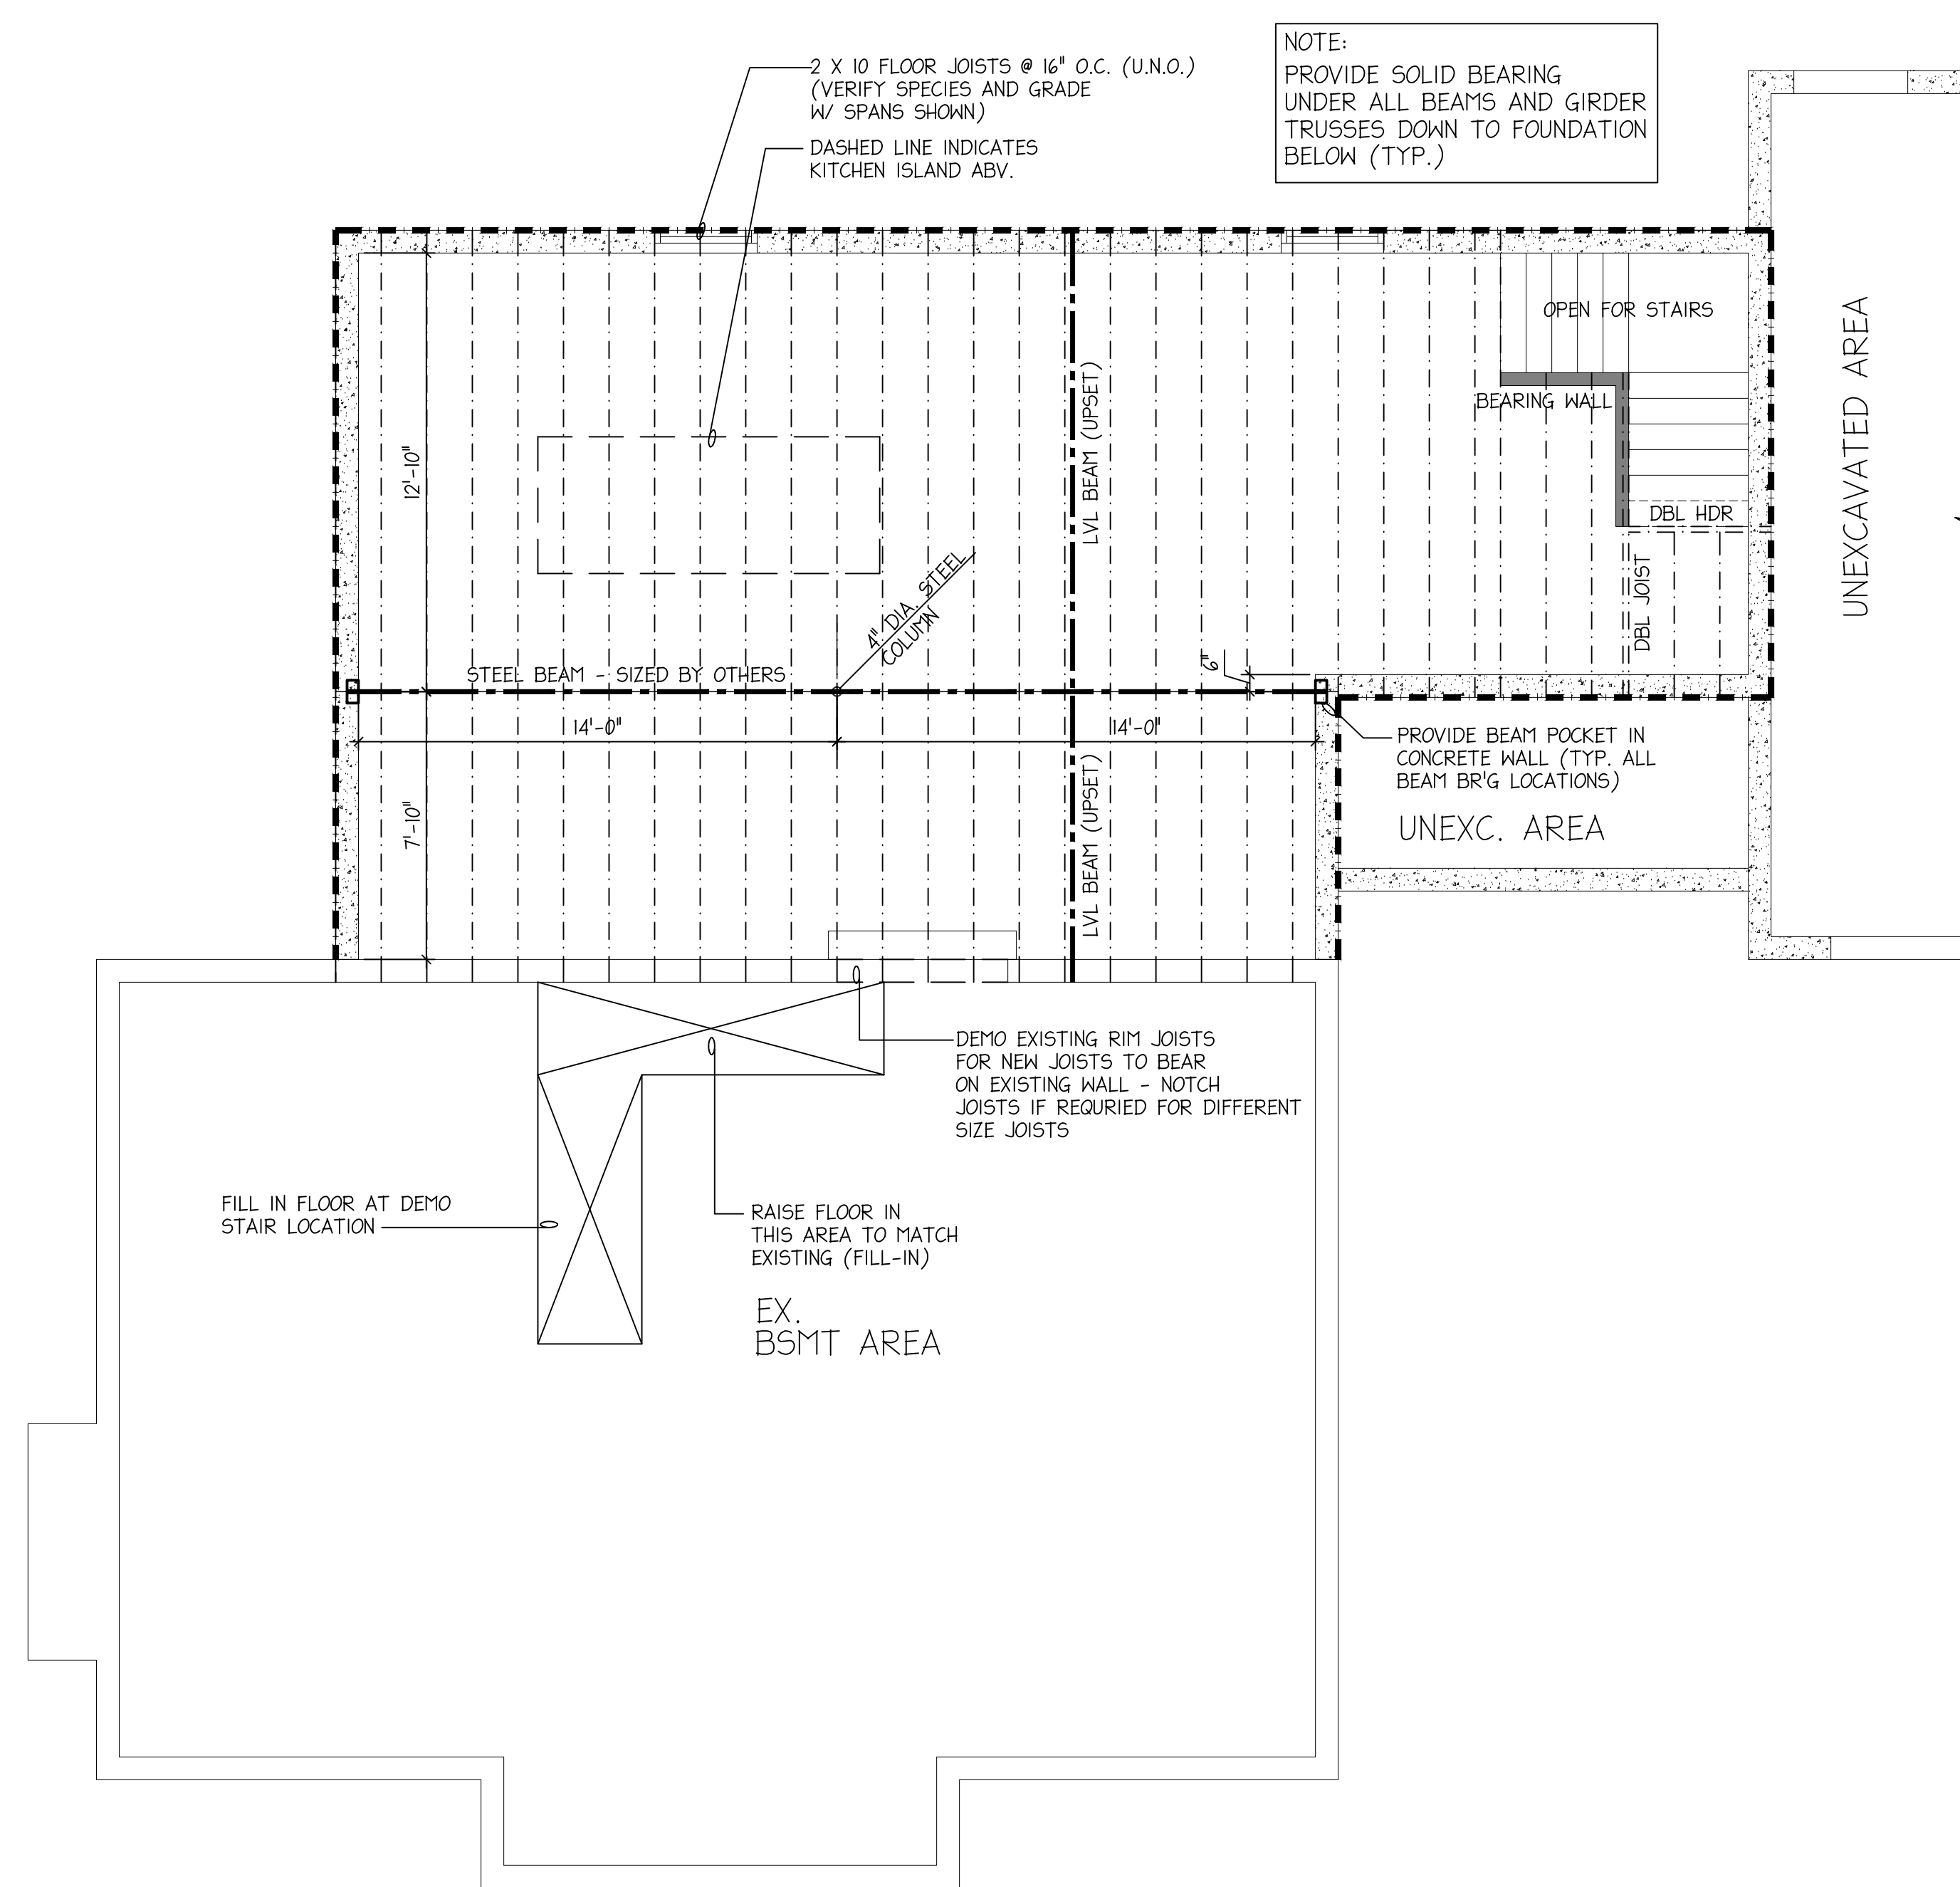 2 X 10 FLOOR JOISTS @ 16" O.C. (U.N.O.)
(VERIFY SPECIES AND GRADE
W/ SPANS SHOWN)
DASHED LINE INDICATES
KITCHEN ISLAND ABV.
NOTE:
PROVIDE SOLID BEARING
UNDER ALL BEAMS AND GIRDER
TRUSSES DOWN TO FOUNDATION
BELOW (TYP.)
OPEN FOR STAIRS
BEARING WALL
UNEXCAVATED AREA
LVL BEAM (UPSET)
12'-10"
DBL HDR
DBL JOIST
4" DIA. STEEL
COLUMN
STEEL BEAM - SIZED BY OTHERS
6"
14'-0"
14'-0"
PROVIDE BEAM POCKET IN
CONCRETE WALL (TYP. ALL
BEAM BR'G LOCATIONS)
UNEXC. AREA
7'-10"
LVL BEAM (UPSET)
DEMO EXISTING RIM JOISTS
FOR NEW JOISTS TO BEAR
ON EXISTING WALL - NOTCH
JOISTS IF REQURIED FOR DIFFERENT
SIZE JOISTS
FILL IN FLOOR AT DEMO
STAIR LOCATION
RAISE FLOOR IN
THIS AREA TO MATCH
EXISTING (FILL-IN)
EX.
BSMT AREA